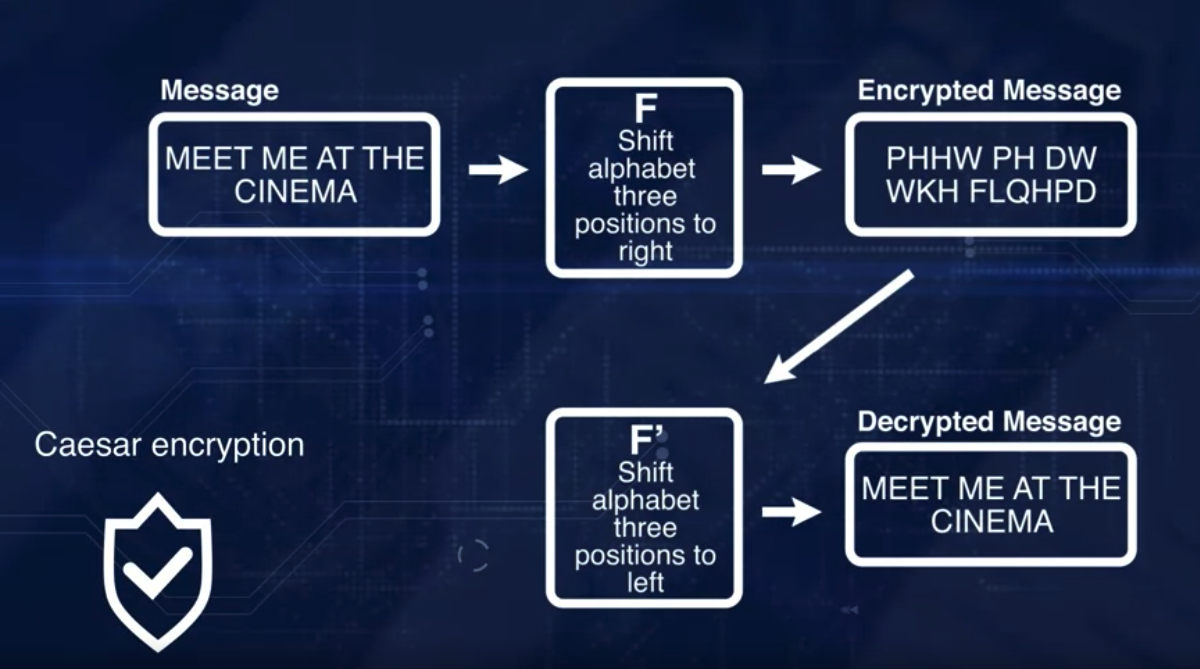 Message
MEET ME AT THE
CINEMA
F
Shift
alphabet
three
positions to
right
Encrypted Message
PHHW PH DW
WKH FLQHPD
Caesar encryption
F’
Shift
alphabet
three
positions to
left
Decrypted Message
MEET ME AT THE
CINEMA